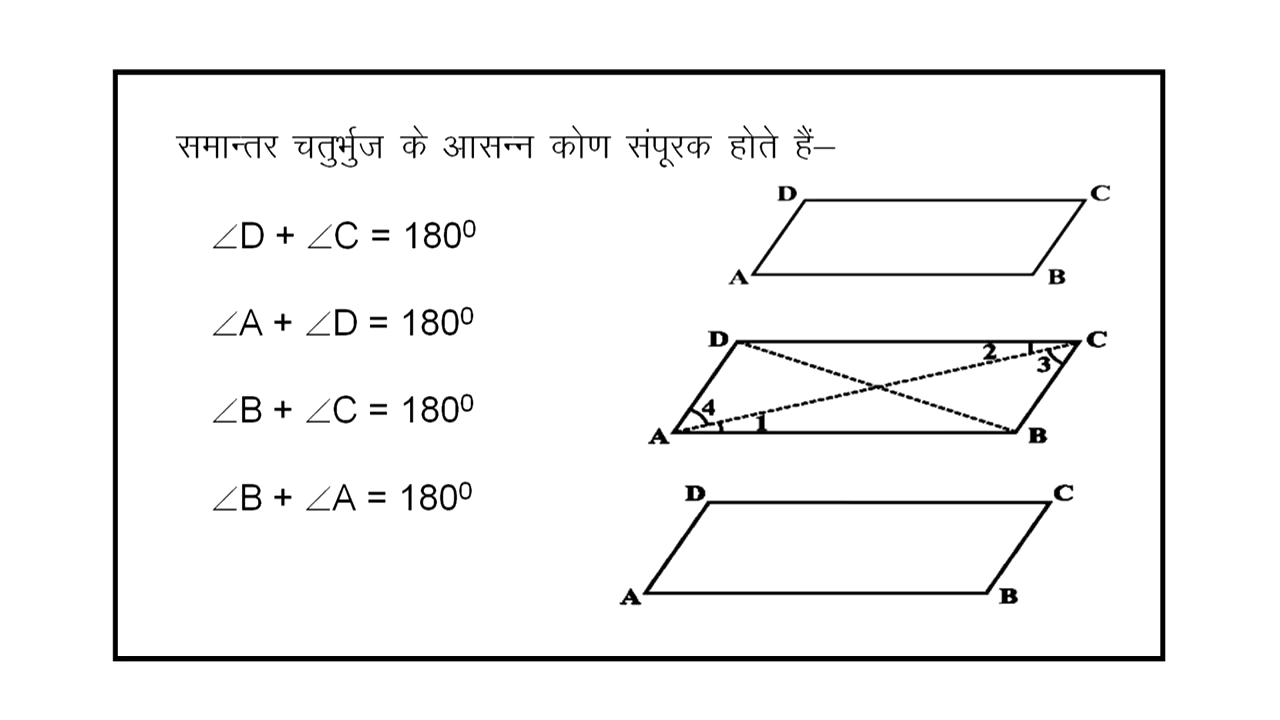 समान्तर चतुर्भुज के आसन्न कोण संपूरक होते हैं–
∠D + ∠C = 180⁰
∠A + ∠D = 180⁰
∠B + ∠C = 180⁰
∠B + ∠A = 180⁰
D C
A B
D 2 C
3
4
A 1 B
D C
A B